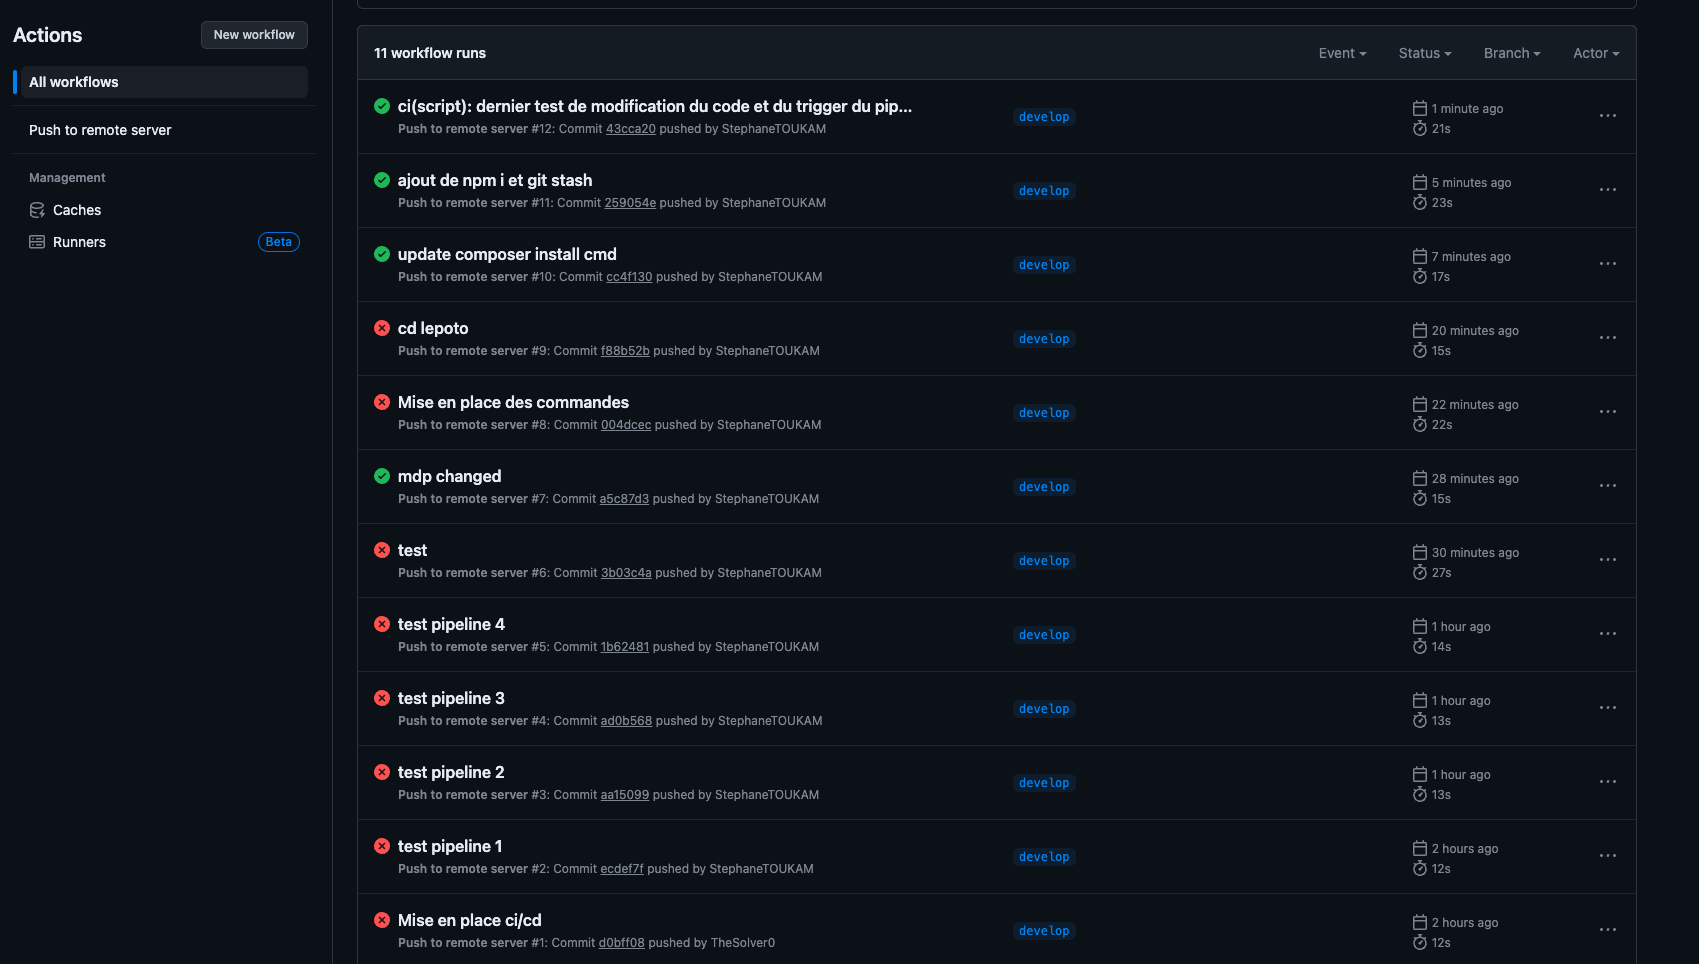 Actions
New workflow
All workflows
Push to remote server
Management
Caches
Runners
Beta
11 workflow runs
Event
Status
Branch
Actor
ci(script): dernier test de modification du code et du trigger du pip...
Push to remote server #12: Commit 43cca20 pushed by StephaneTOUKAM
develop
1 minute ago
21s
ajout de npm i et git stash
Push to remote server #11: Commit 259054e pushed by StephaneTOUKAM
develop
5 minutes ago
23s
update composer install cmd
Push to remote server #10: Commit cc4f130 pushed by StephaneTOUKAM
develop
7 minutes ago
17s
cd lepoto
Push to remote server #9: Commit f88b52b pushed by StephaneTOUKAM
develop
20 minutes ago
15s
Mise en place des commandes
Push to remote server #8: Commit 004dcec pushed by StephaneTOUKAM
develop
22 minutes ago
22s
mdp changed
Push to remote server #7: Commit a5c87d3 pushed by StephaneTOUKAM
develop
28 minutes ago
15s
test
Push to remote server #6: Commit 3b03c4a pushed by StephaneTOUKAM
develop
30 minutes ago
27s
test pipeline 4
Push to remote server #5: Commit 1b62481 pushed by StephaneTOUKAM
develop
1 hour ago
14s
test pipeline 3
Push to remote server #4: Commit ad0b568 pushed by StephaneTOUKAM
develop
1 hour ago
13s
test pipeline 2
Push to remote server #3: Commit aa15099 pushed by StephaneTOUKAM
develop
1 hour ago
13s
test pipeline 1
Push to remote server #2: Commit ecdef7f pushed by StephaneTOUKAM
develop
2 hours ago
12s
Mise en place ci/cd
Push to remote server #1: Commit d0bff08 pushed by TheSolver0
develop
2 hours ago
12s